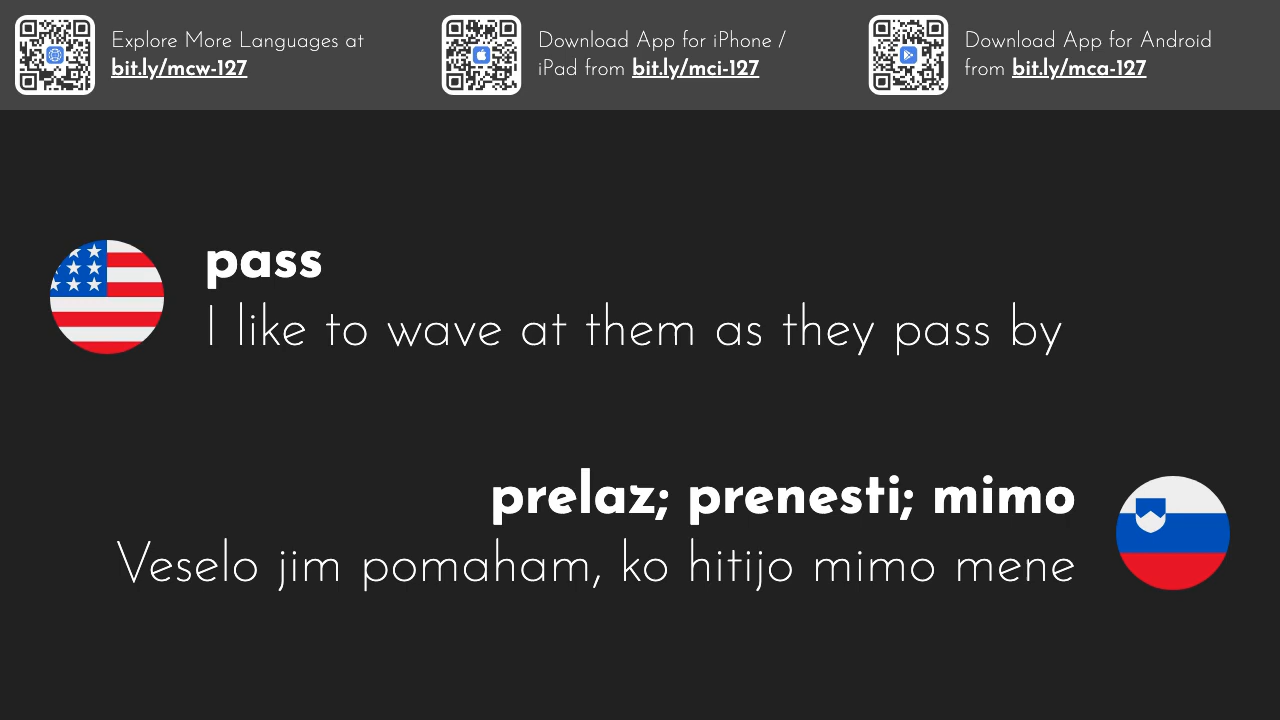 Explore More Languages at
bit.ly/mcw-127
Download App for iPhone /
iPad from bit.ly/mci-127
Download App for Android
from bit.ly/mca-127
pass
I like to wave at them as they pass by
prelaz; prenesti; mimo
Veselo jim pomaham, ko hitijo mimo mene